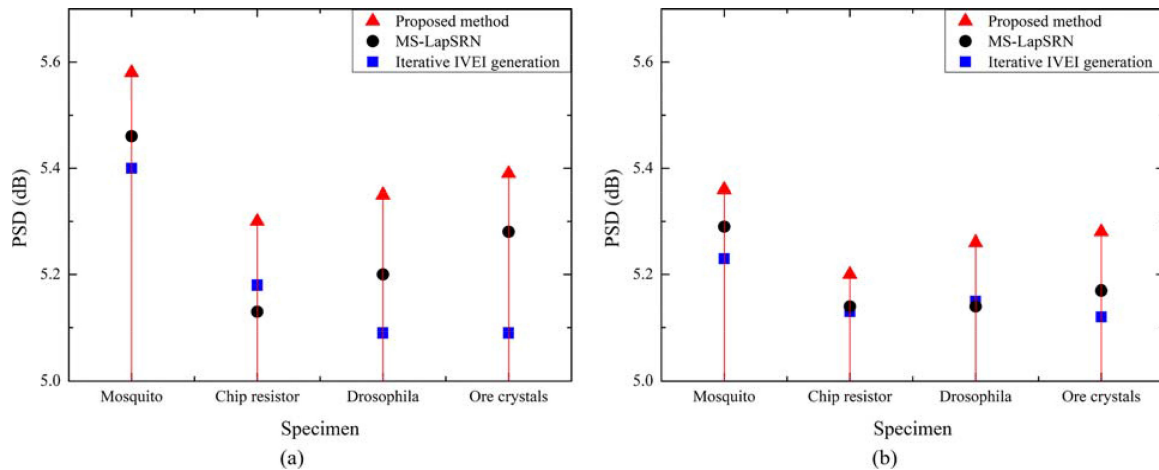 Proposed method
MS-LapSRN
Iterative IVEI generation
5.6
5.4
5.2
5.0
PSD (dB)
Mosquito
Chip resistor
Drosophila
Ore crystals
Specimen
(a)
Proposed method
MS-LapSRN
Iterative IVEI generation
5.6
5.4
5.2
5.0
PSD (dB)
Mosquito
Chip resistor
Drosophila
Ore crystals
Specimen
(b)